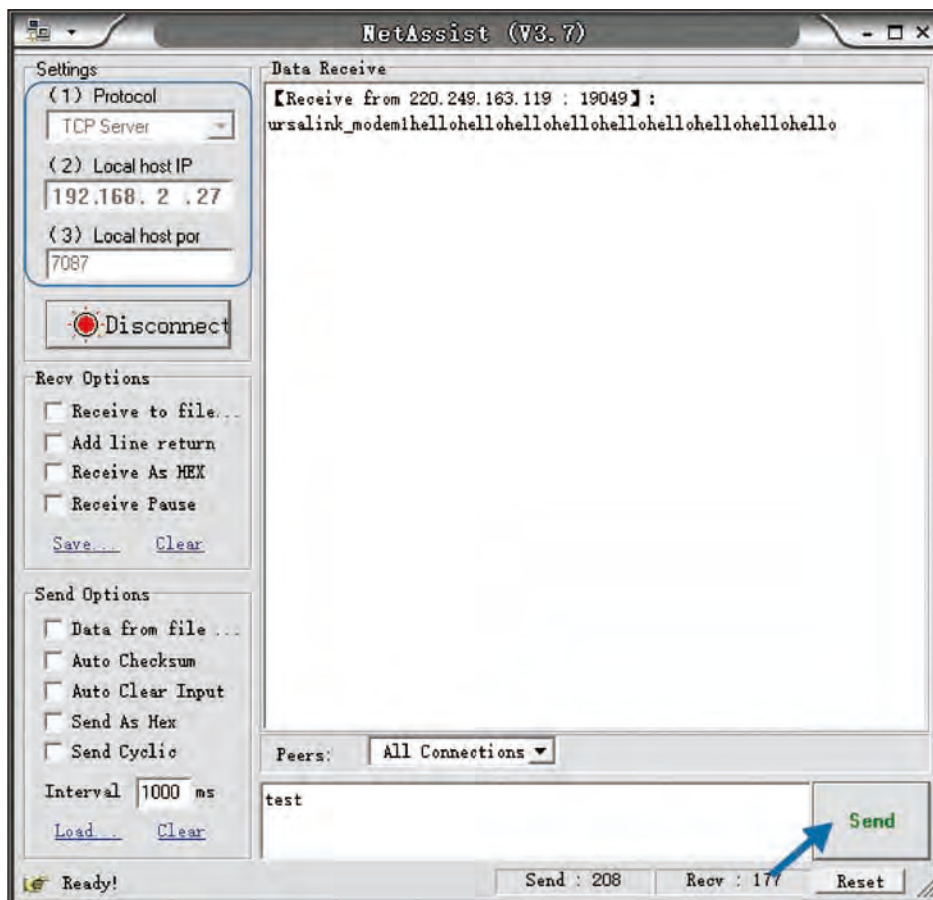 NetAssist (V3.7)
Settings
(1) Protocol
TCP Server
(2) Local host IP
192.168. 2 .27
(3) Local host por
7087
Disconnect
Recv Options
Receive to file...
Add line return
Receive As HEX
Receive Pause
Save... Clear
Send Options
Data from file ...
Auto Checksum
Auto Clear Input
Send As Hex
Send Cyclic
Interval 1000 ms
Load... Clear
Data Receive
【Receive from 220.249.163.119 : 19049】:
ursalink_modem1hellohellohellohellohellohellohellohellohello
Peers: All Connections
test
Send
Ready!
Send : 208
Recv : 177
Reset